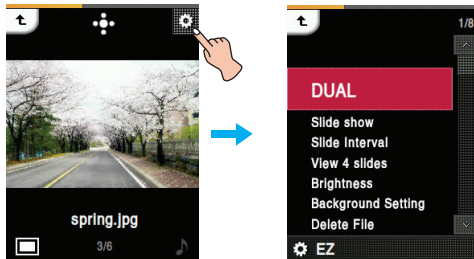 spring.jpg
3/6
1/8
DUAL
Slide show
Slide Interval
View 4 slides
Brightness
Background Setting
Delete File
EZ